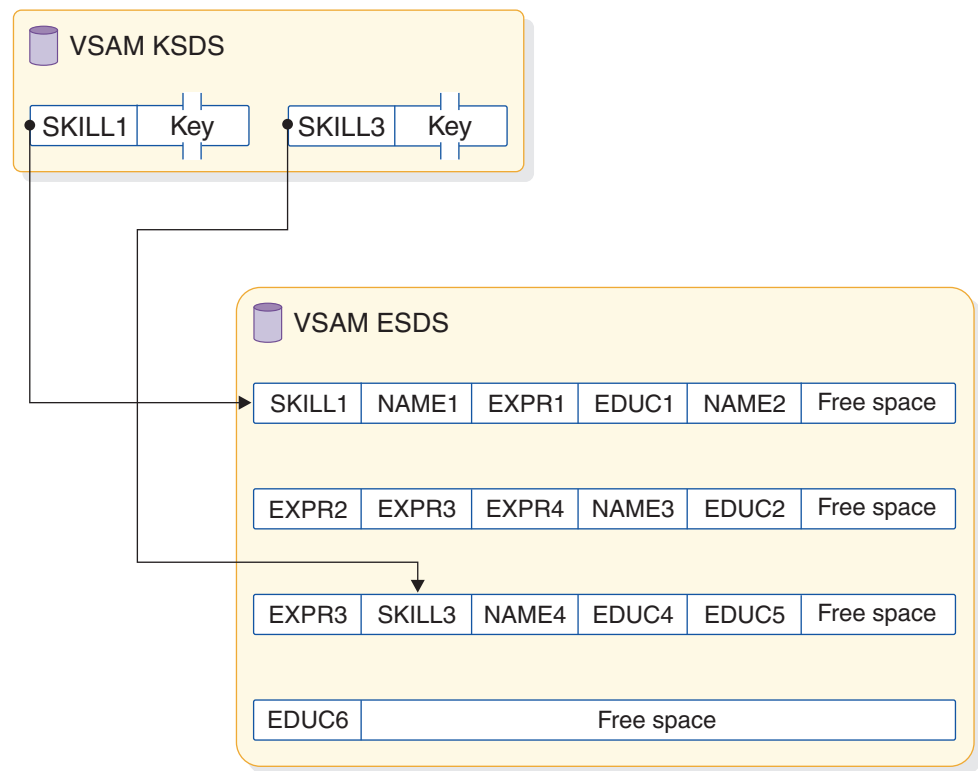 VSAM KSDS
SKILL1 Key SKILL3 Key
VSAM ESDS
SKILL1 NAME1 EXPR1 EDUC1 NAME2 Free space
EXPR2 EXPR3 EXPR4 NAME3 EDUC2 Free space
EXPR3 SKILL3 NAME4 EDUC4 EDUC5 Free space
EDUC6 Free space